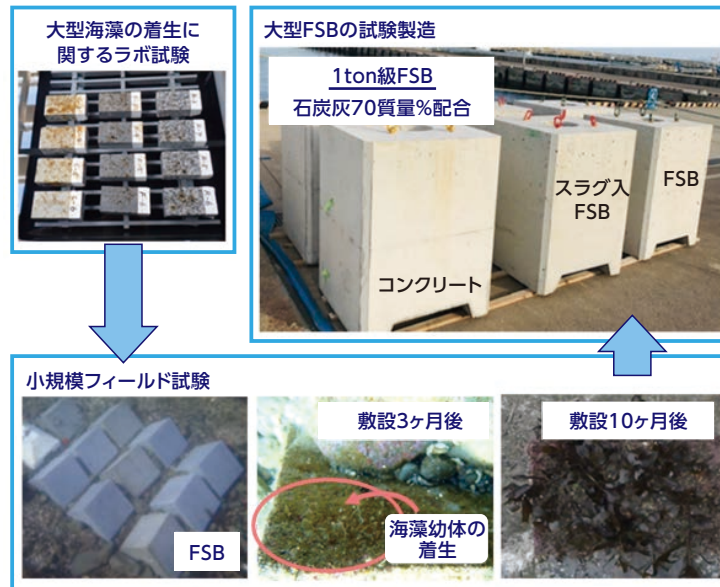 大型海藻の着生に
関するラボ試験
大型FSBの試験製造
1ton級FSB
石炭灰70質量%配合
コンクリート
スラグ入
FSB
FSB
小規模フィールド試験
FSB
敷設3ヶ月後
海藻幼体の
着生
敷設10ヶ月後